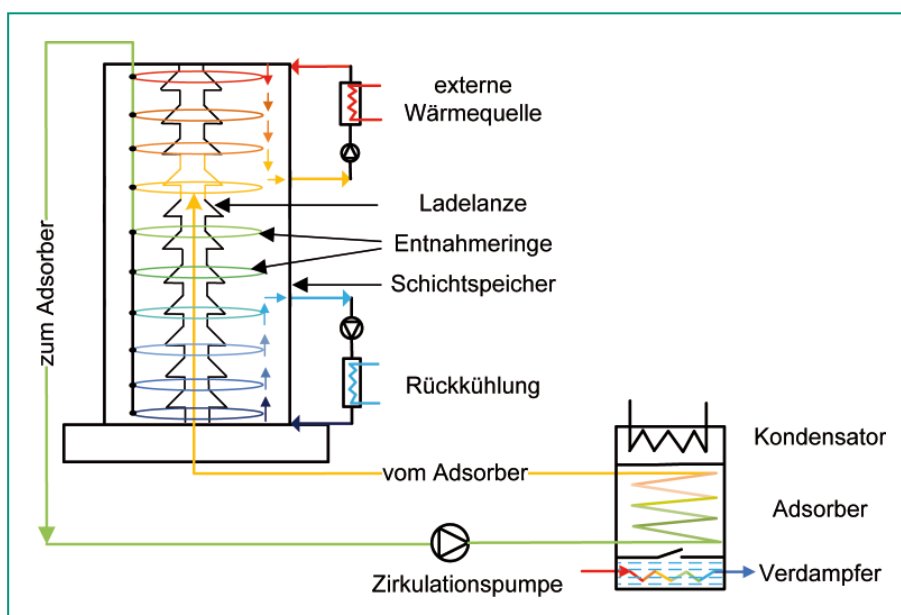 externe
Wärmequelle
Ladelanze
Entnahmeringe
Schichtspeicher
zum Adsorber
Rückkühlung
Kondensator
vom Adsorber
Adsorber
Zirkulationspumpe
Verdampfer